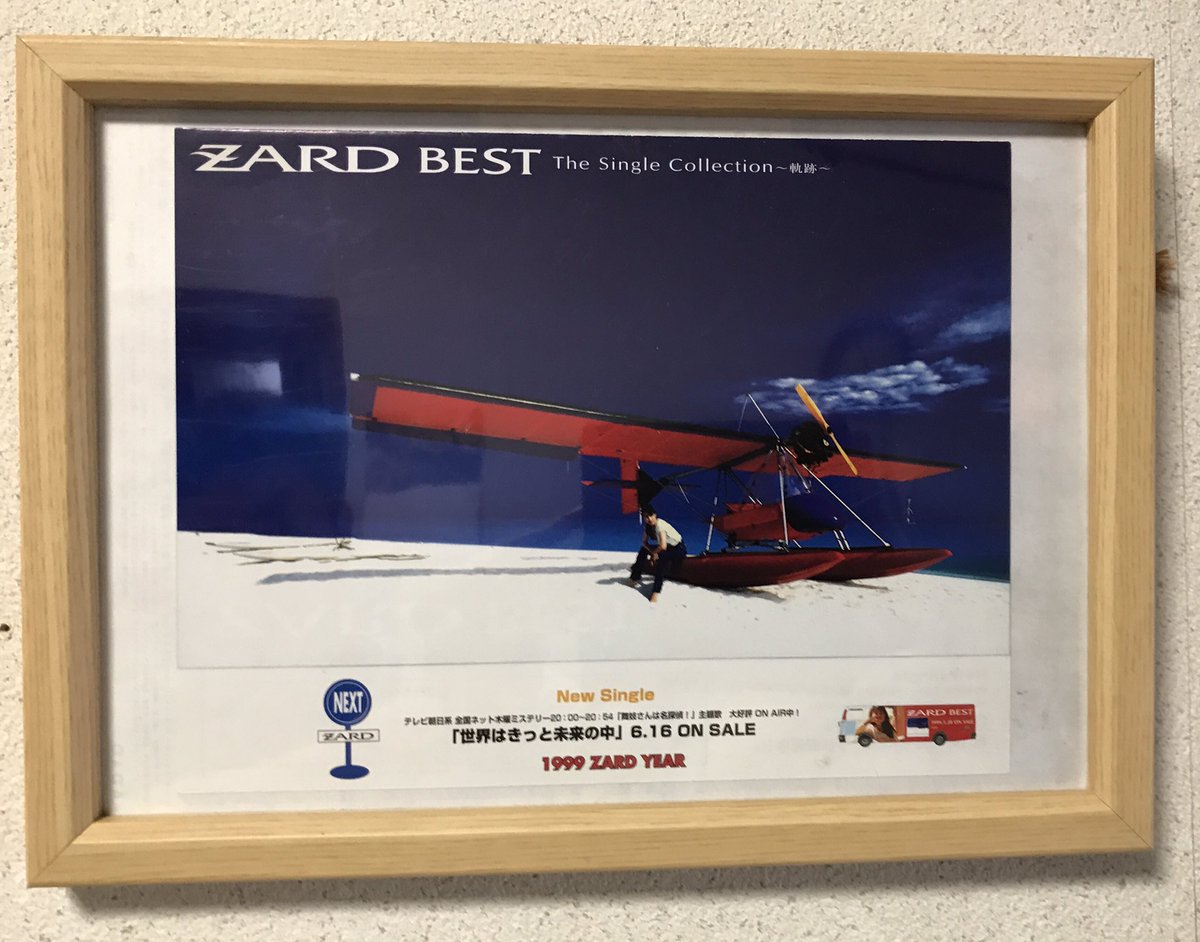 ZARD BEST The Single Collection～軌跡～
NEXT
ZARD
New Single
テレビ朝日系 全国ネット木曜ミステリー20：00～20：54『舞妓さんは名探偵！』主題歌 大好評 ON AIR中！
「世界はきっと未来の中」6.16 ON SALE
1999 ZARD YEAR
ZARD BEST